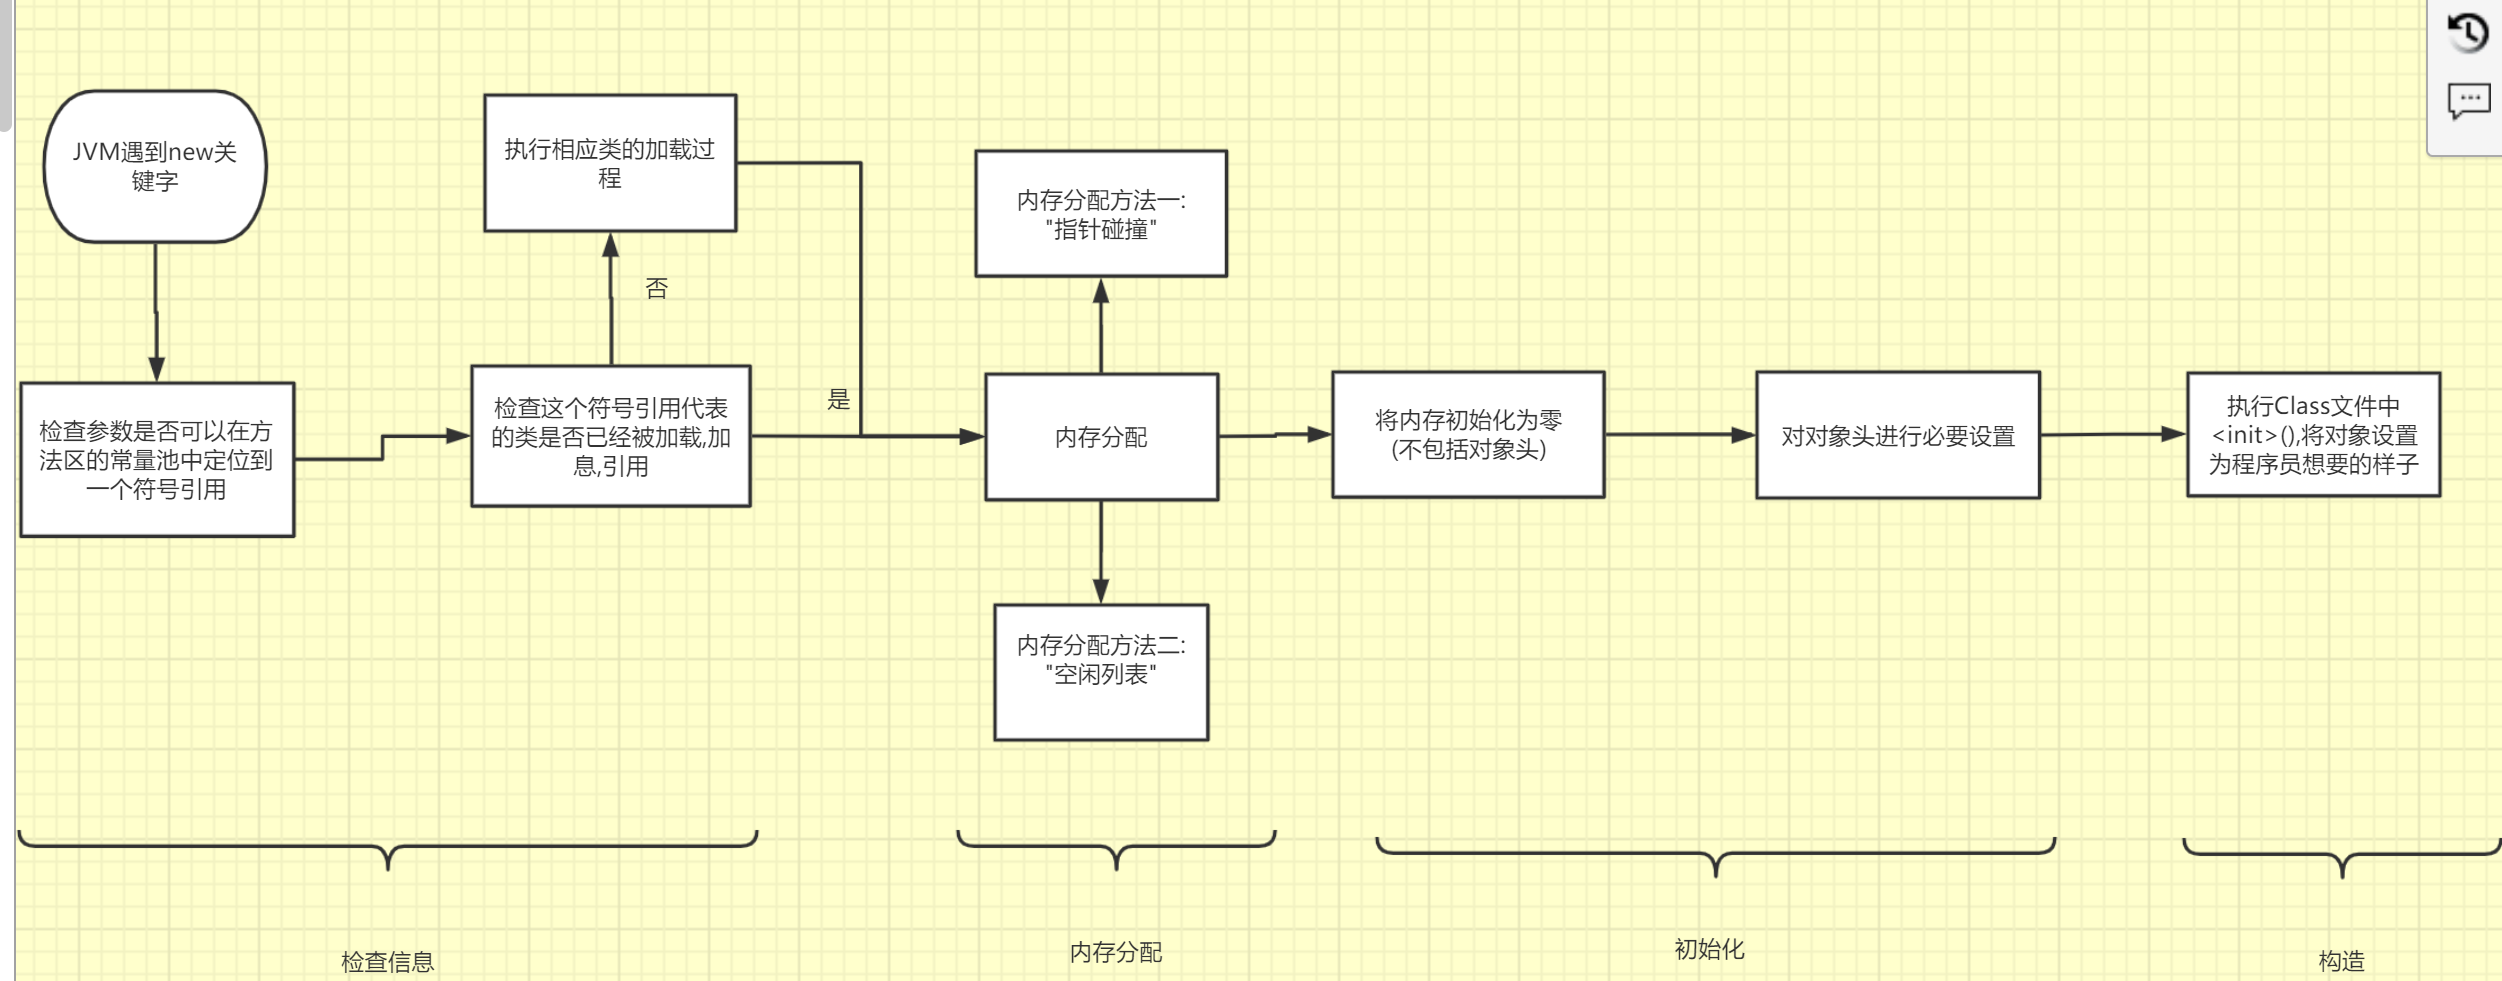 JVM遇到new关
键字
检查参数是否可以在方
法区的常量池中定位到
一个符号引用
执行相应类的加载过
程
否
检查这个符号引用代表
的类是否已经被加载,加
息,引用
是
内存分配方法一:
"指针碰撞"
内存分配
内存分配方法二:
"空闲列表"
将内存初始化为零
(不包括对象头)
对对象头进行必要设置
执行Class文件中
<init>(),将对象设置
为程序员想要的样子
检查信息
内存分配
初始化
构造